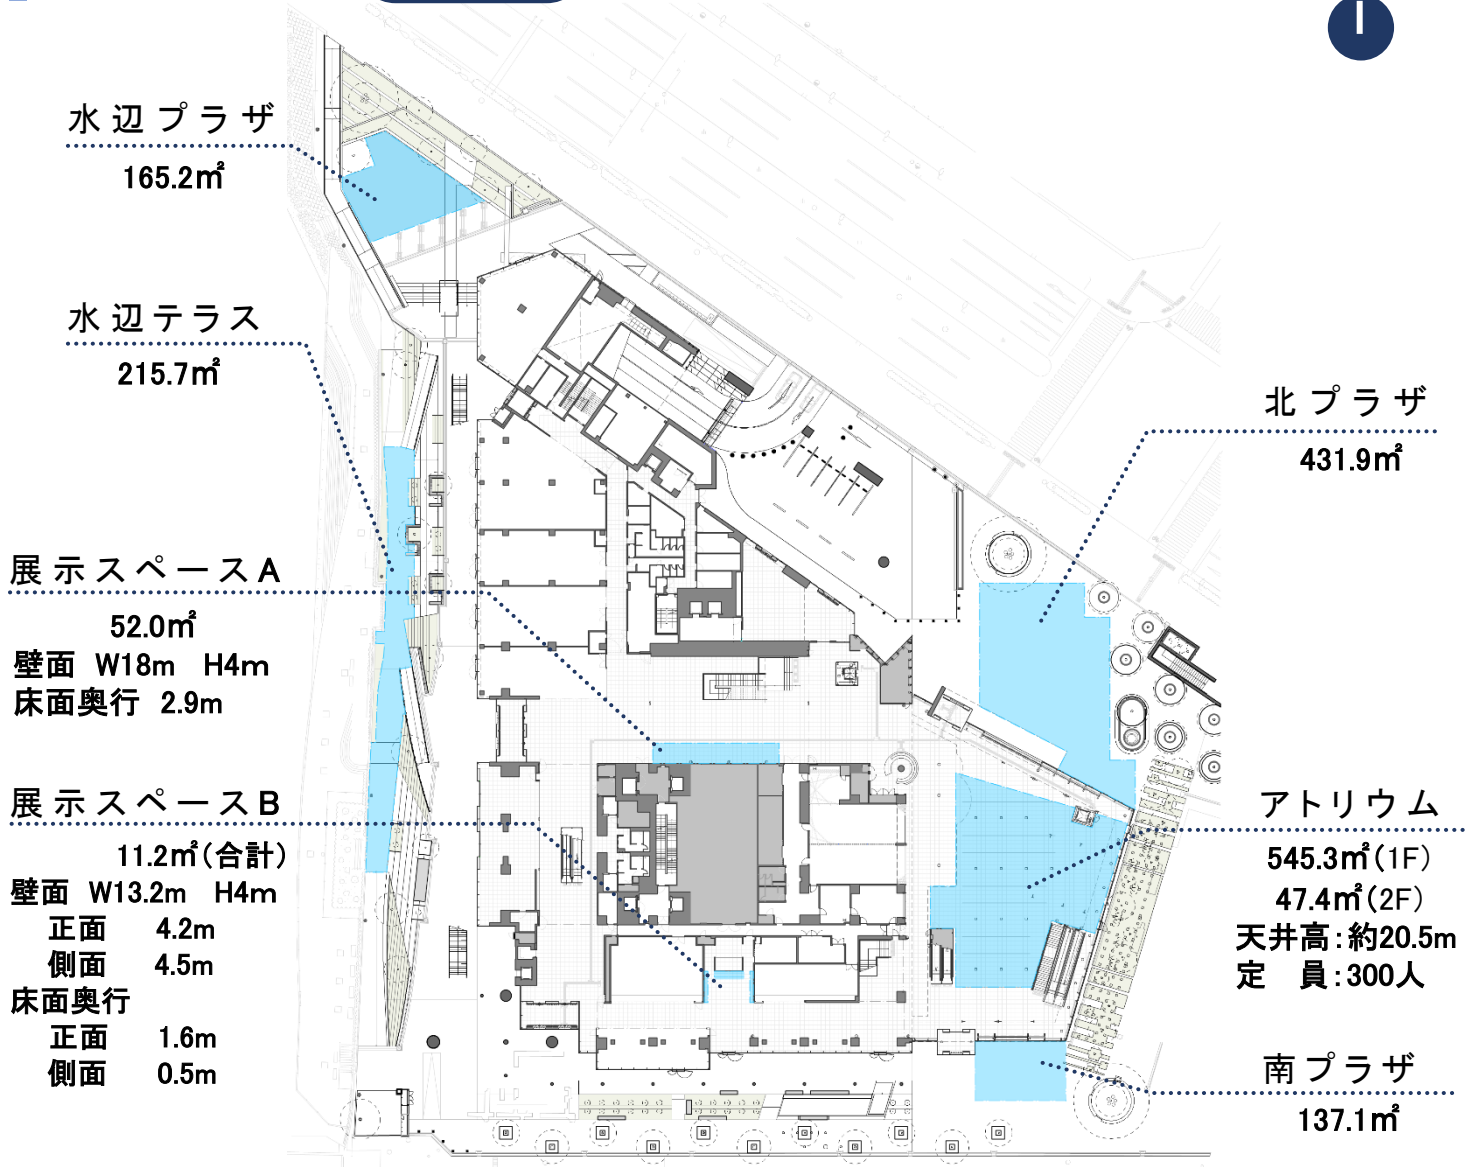 水辺プラザ
165.2㎡
水辺テラス
215.7㎡
展示スペースA
52.0㎡
壁面 W18m H4m
床面奥行 2.9m
展示スペースB
11.2㎡(合計)
壁面 W13.2m H4m
正面 4.2m
側面 4.5m
床面奥行
正面 1.6m
側面 0.5m
北プラザ
431.9㎡
アトリウム
545.3㎡(1F)
47.4㎡(2F)
天井高:約20.5m
定 員:300人
南プラザ
137.1㎡